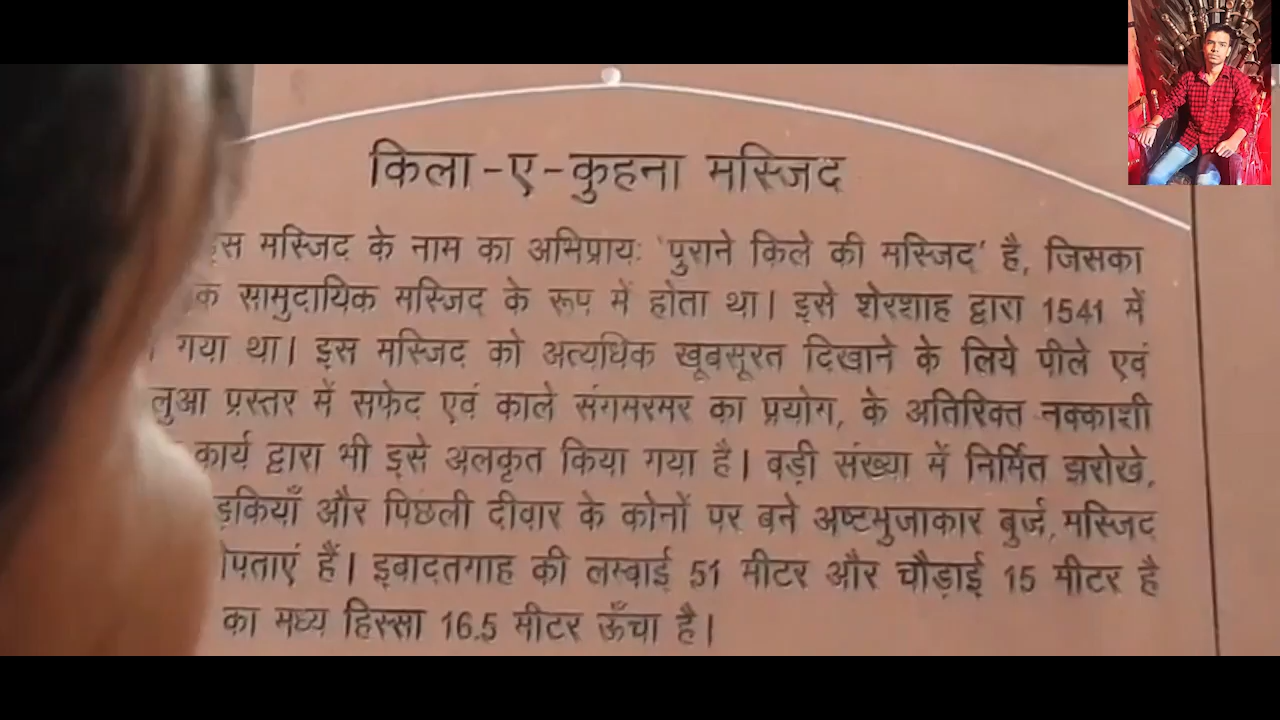 किला-ए-कुहना मस्जिद
मस्जिद के नाम का अभिप्रायः 'पुराने किले की मस्जिद' है, जिसका
सामुदायिक मस्जिद के रूप में होता था। इसे शेरशाह द्वारा 1541 में
गया था। इस मस्जिद को अत्यधिक खूबसूरत दिखाने के लिये पीले एवं
प्रस्तर में सफेद एवं काले संगमरमर का प्रयोग, के अतिरिक्त नक्काशी
कार्य द्वारा भी इसे अलकृत किया गया है। बड़ी संख्या में निर्मित झरोखे,
और पिछली दीवार के कोनों पर बने अष्टभुजाकार बुर्ज, मस्जिद
हैं। इबादतगाह की लम्बाई 51 मीटर और चौड़ाई 15 मीटर है
का मध्य हिस्सा 16.5 मीटर ऊँचा है।